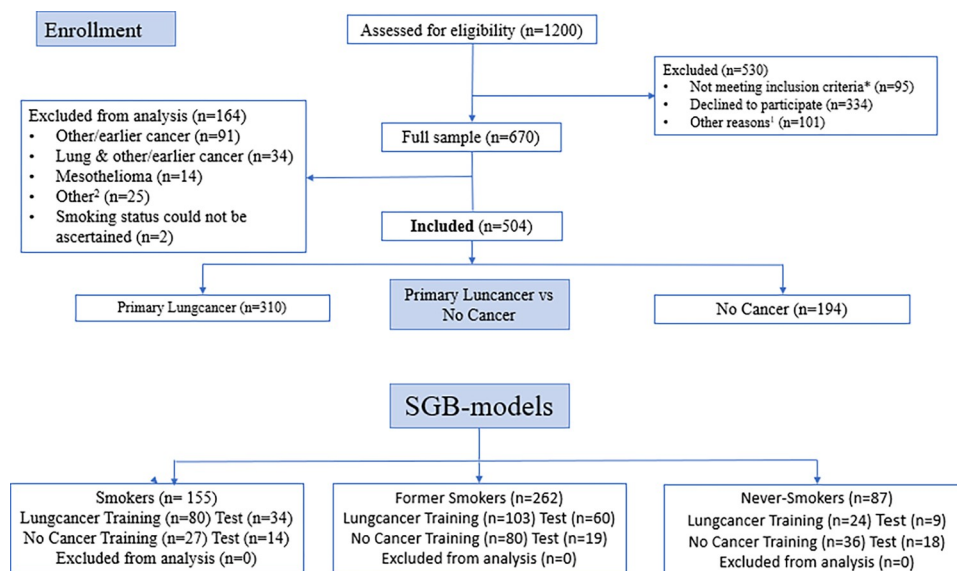 Enrollment
Assessed for eligibility (n=1200)
Excluded (n=530)
• Not meeting inclusion criteria* (n=95)
• Declined to participate (n=334)
• Other reasons¹ (n=101)
Excluded from analysis (n=164)
• Other/earlier cancer (n=91)
• Lung & other/earlier cancer (n=34)
• Mesothelioma (n=14)
• Other² (n=25)
• Smoking status could not be
ascertained (n=2)
Full sample (n=670)
Included (n=504)
Primary Lungcancer (n=310)
Primary Luncancer vs
No Cancer
No Cancer (n=194)
SGB-models
Smokers (n= 155)
Lungcancer Training (n=80) Test (n=34)
No Cancer Training (n=27) Test (n=14)
Excluded from analysis (n=0)
Former Smokers (n=262)
Lungcancer Training (n=103) Test (n=60)
No Cancer Training (n=80) Test (n=19)
Excluded from analysis (n=0)
Never-Smokers (n=87)
Lungcancer Training (n=24) Test (n=9)
No Cancer Training (n=36) Test (n=18)
Excluded from analysis (n=0)